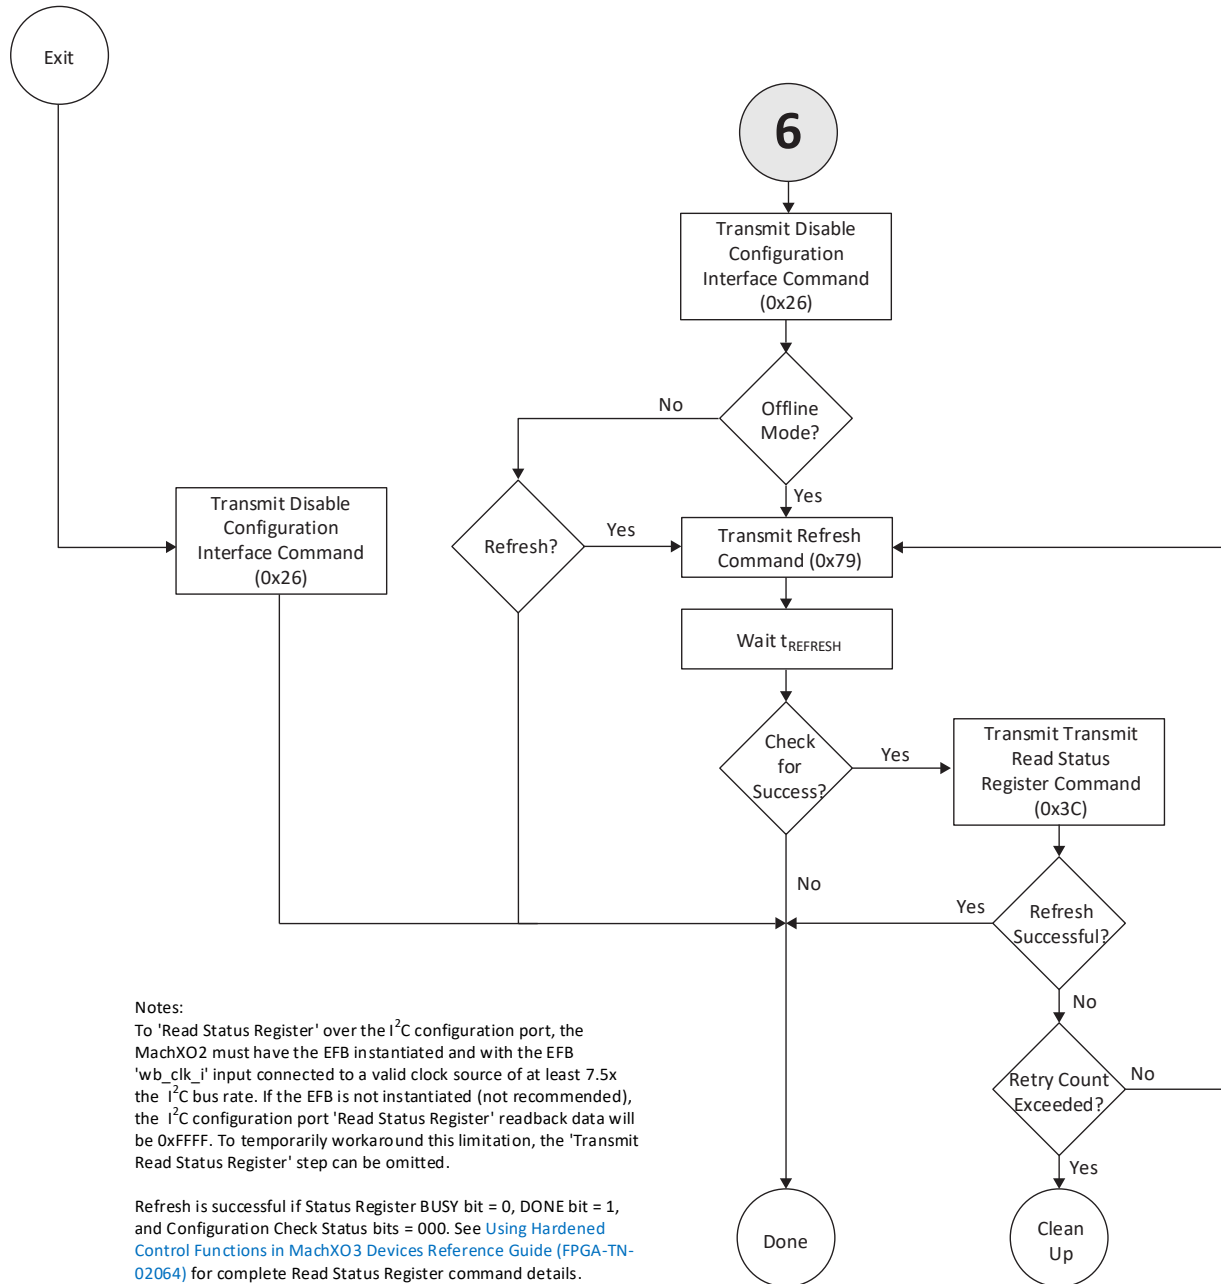 Exit
6
Transmit Disable
Configuration
Interface Command
(0x26)
No
Offline
Mode?
Yes
Transmit Disable
Configuration
Interface Command
(0x26)
Refresh?
Yes
Transmit Refresh
Command (0x79)
Wait tREFRESH
Check
for
Success?
Yes
Transmit Transmit
Read Status
Register Command
(0x3C)
No
Yes
Refresh
Successful?
No
Retry Count
Exceeded?
No
Yes
Notes:
To 'Read Status Register' over the I2C configuration port, the
MachXO2 must have the EFB instantiated and with the EFB
'wb_clk_i' input connected to a valid clock source of at least 7.5x
the I2C bus rate. If the EFB is not instantiated (not recommended),
the I2C configuration port 'Read Status Register' readback data will
be 0xFFFF. To temporarily workaround this limitation, the 'Transmit
Read Status Register' step can be omitted.
Refresh is successful if Status Register BUSY bit = 0, DONE bit = 1,
and Configuration Check Status bits = 000. See Using Hardened
Control Functions in MachXO3 Devices Reference Guide (FPGA-TN-
02064) for complete Read Status Register command details.
Done
Clean
Up